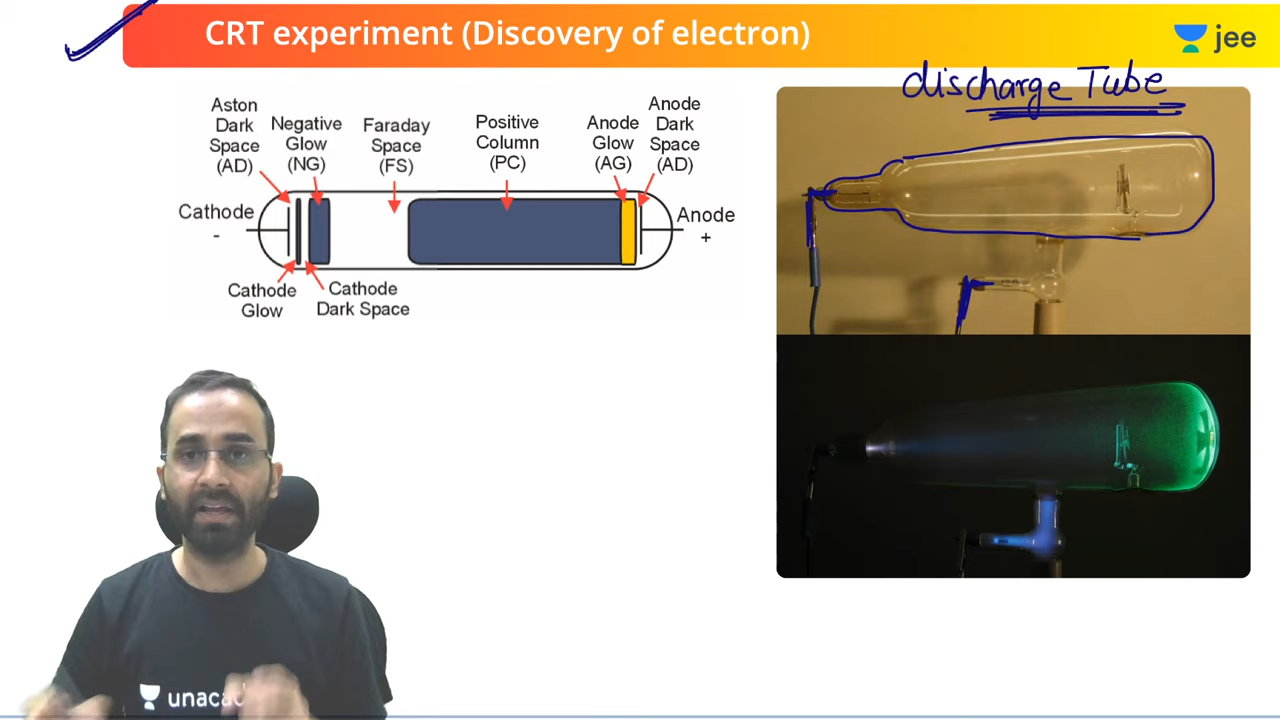 CRT experiment (Discovery of electron)
jee
discharge Tube
Aston
Dark
Space
(AD)
Negative
Glow
(NG)
Faraday
Space
(FS)
Positive
Column
(PC)
Anode
Glow
(AG)
Anode
Dark
Space
(AD)
Cathode
-
Anode
+
Cathode
Glow
Cathode
Dark Space
unacad